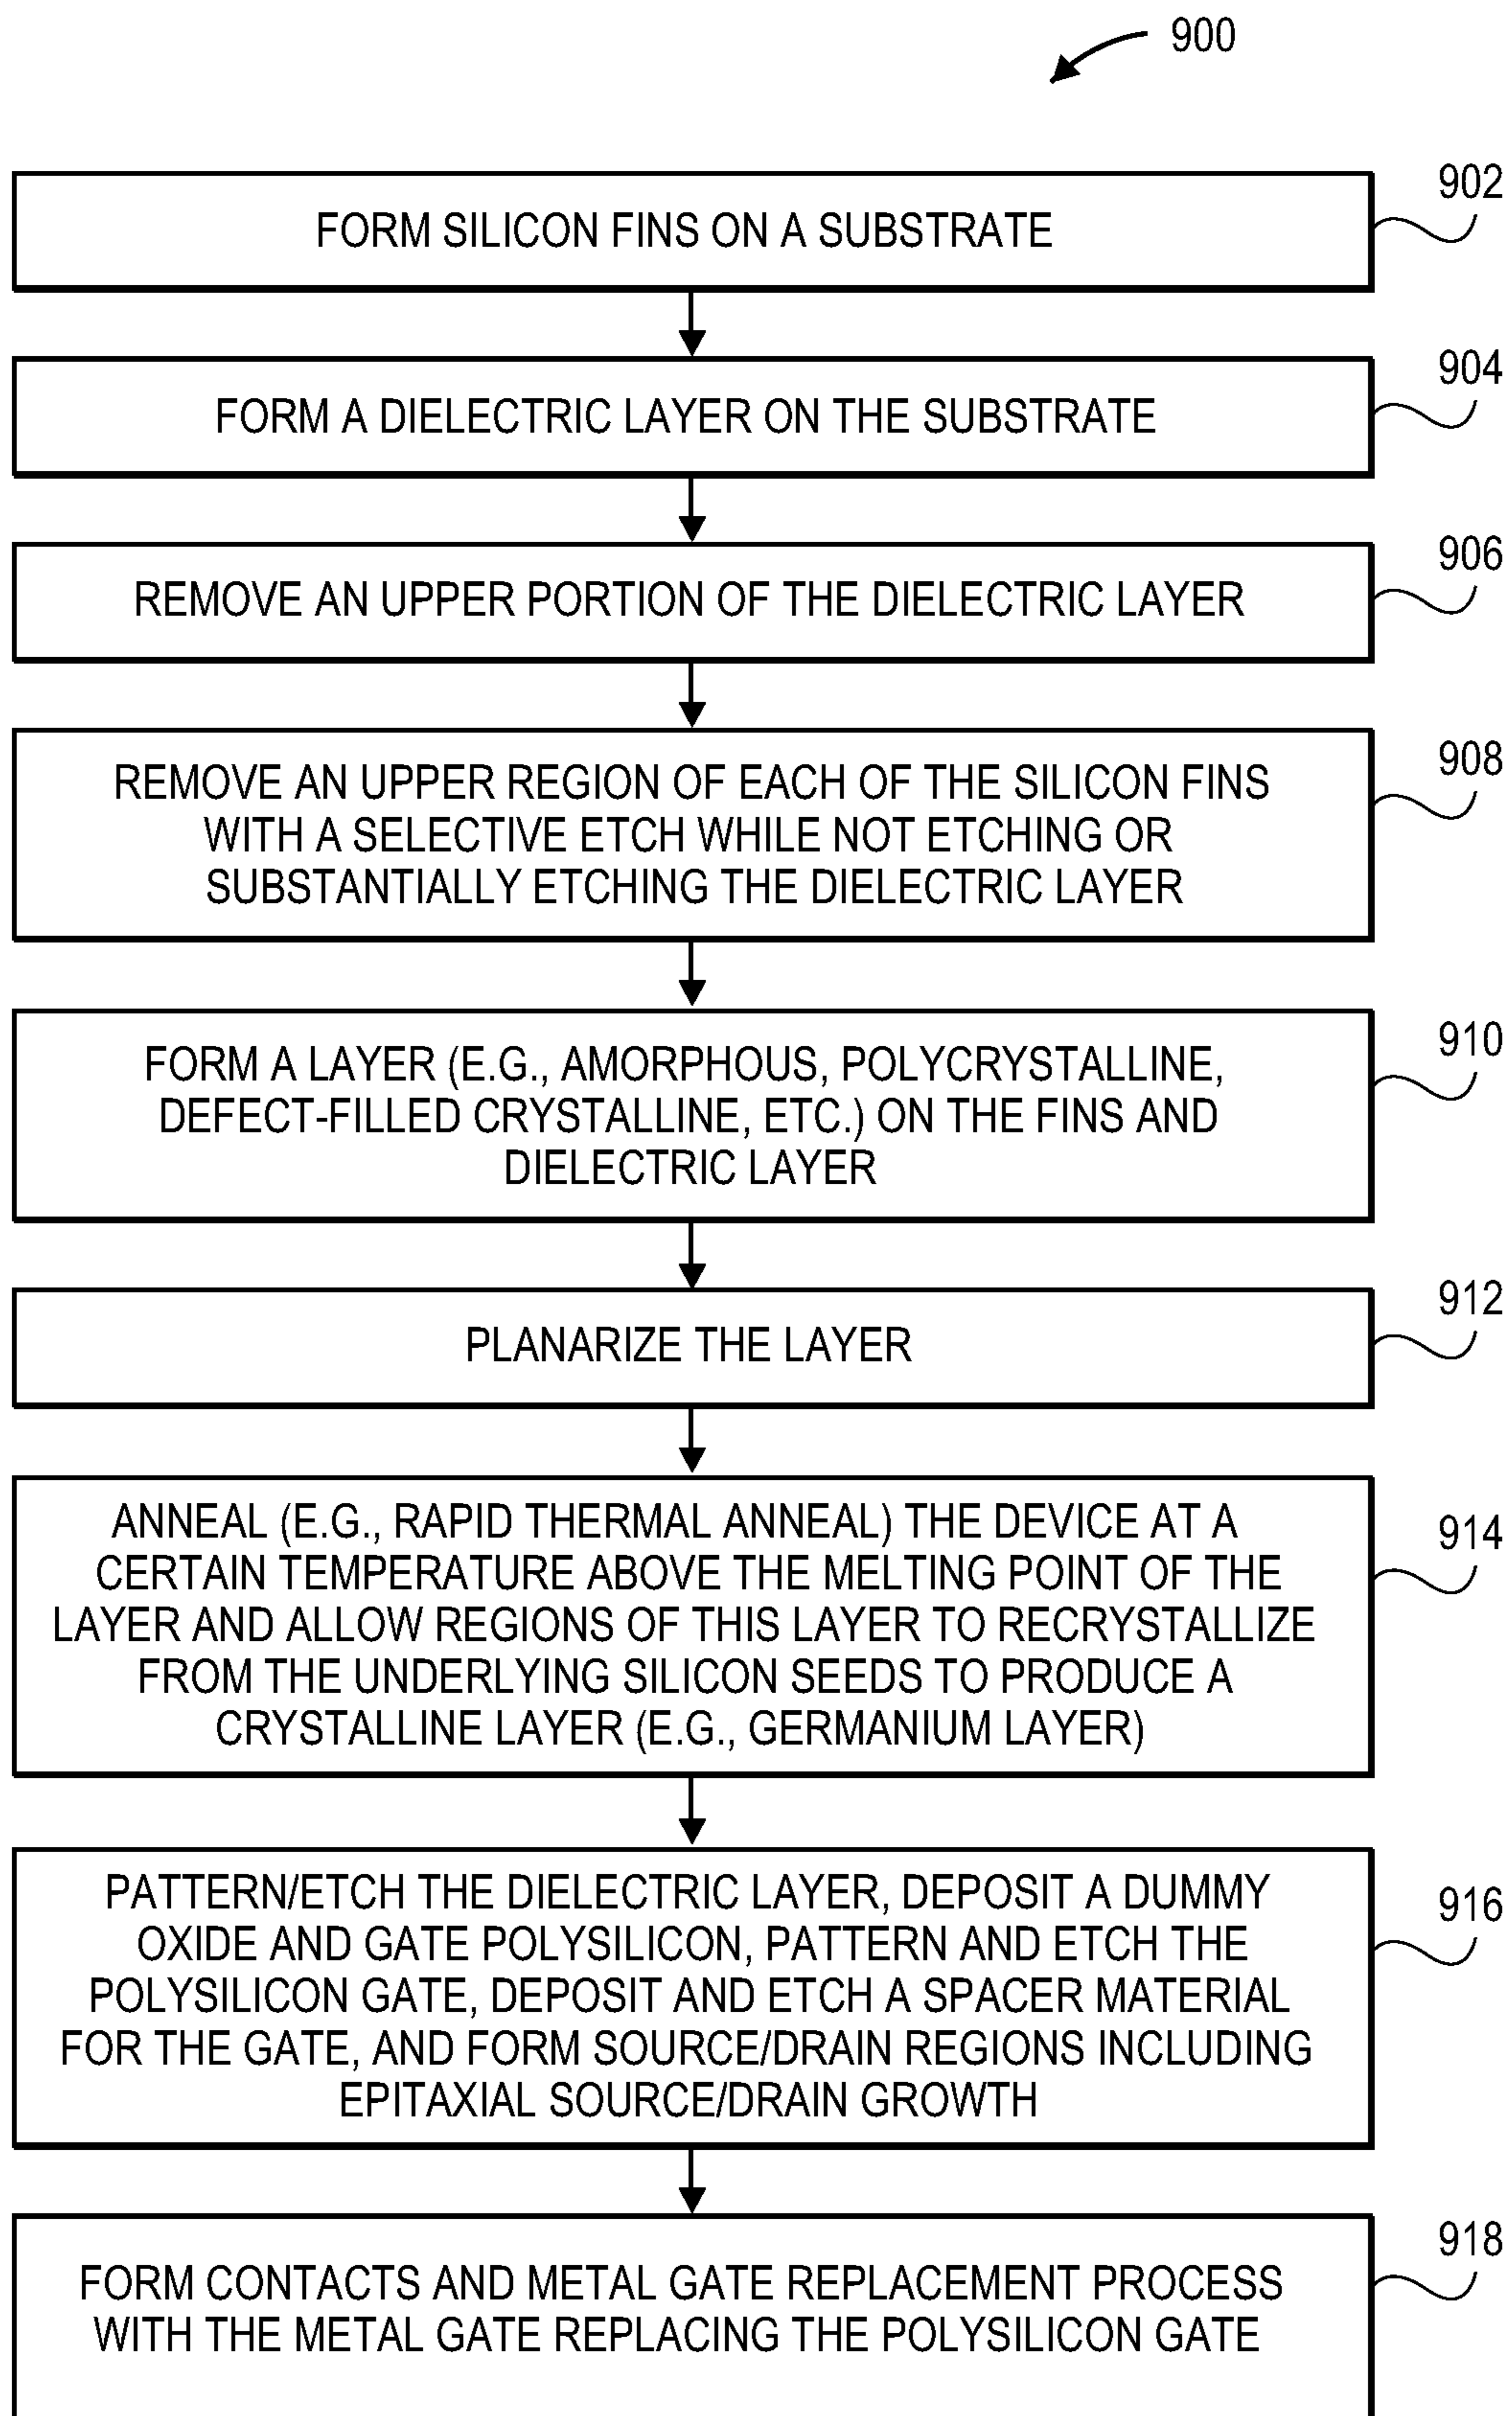 900
902
FORM SILICON FINS ON A SUBSTRATE
904
FORM A DIELECTRIC LAYER ON THE SUBSTRATE
906
REMOVE AN UPPER PORTION OF THE DIELECTRIC LAYER
908
REMOVE AN UPPER REGION OF EACH OF THE SILICON FINS
WITH A SELECTIVE ETCH WHILE NOT ETCHING OR
SUBSTANTIALLY ETCHING THE DIELECTRIC LAYER
910
FORM A LAYER (E.G., AMORPHOUS, POLYCRYSTALLINE,
DEFECT-FILLED CRYSTALLINE, ETC.) ON THE FINS AND
DIELECTRIC LAYER
912
PLANARIZE THE LAYER
914
ANNEAL (E.G., RAPID THERMAL ANNEAL) THE DEVICE AT A
CERTAIN TEMPERATURE ABOVE THE MELTING POINT OF THE
LAYER AND ALLOW REGIONS OF THIS LAYER TO RECRYSTALLIZE
FROM THE UNDERLYING SILICON SEEDS TO PRODUCE A
CRYSTALLINE LAYER (E.G., GERMANIUM LAYER)
916
PATTERN/ETCH THE DIELECTRIC LAYER, DEPOSIT A DUMMY
OXIDE AND GATE POLYSILICON, PATTERN AND ETCH THE
POLYSILICON GATE, DEPOSIT AND ETCH A SPACER MATERIAL
FOR THE GATE, AND FORM SOURCE/DRAIN REGIONS INCLUDING
EPITAXIAL SOURCE/DRAIN GROWTH
918
FORM CONTACTS AND METAL GATE REPLACEMENT PROCESS
WITH THE METAL GATE REPLACING THE POLYSILICON GATE